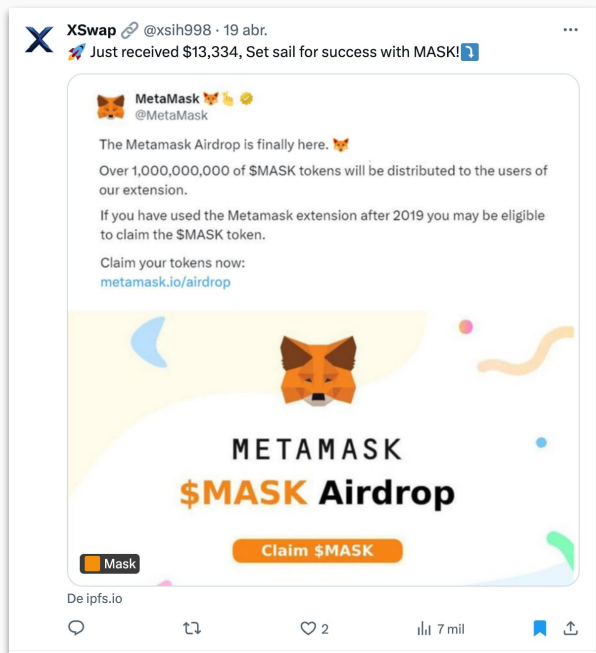 XSwap 🔗 @xsih998 · 19 abr.
🚀 Just received $13,334, Set sail for success with MASK!⤵️
MetaMask 🦊🫰
@MetaMask
The Metamask Airdrop is finally here. 🦊
Over 1,000,000,000 of $MASK tokens will be distributed to the users of
our extension.
If you have used the Metamask extension after 2019 you may be eligible
to claim the $MASK token.
Claim your tokens now:
metamask.io/airdrop
METAMASK
$MASK Airdrop
Claim $MASK
Mask
De ipfs.io
2
7 mil